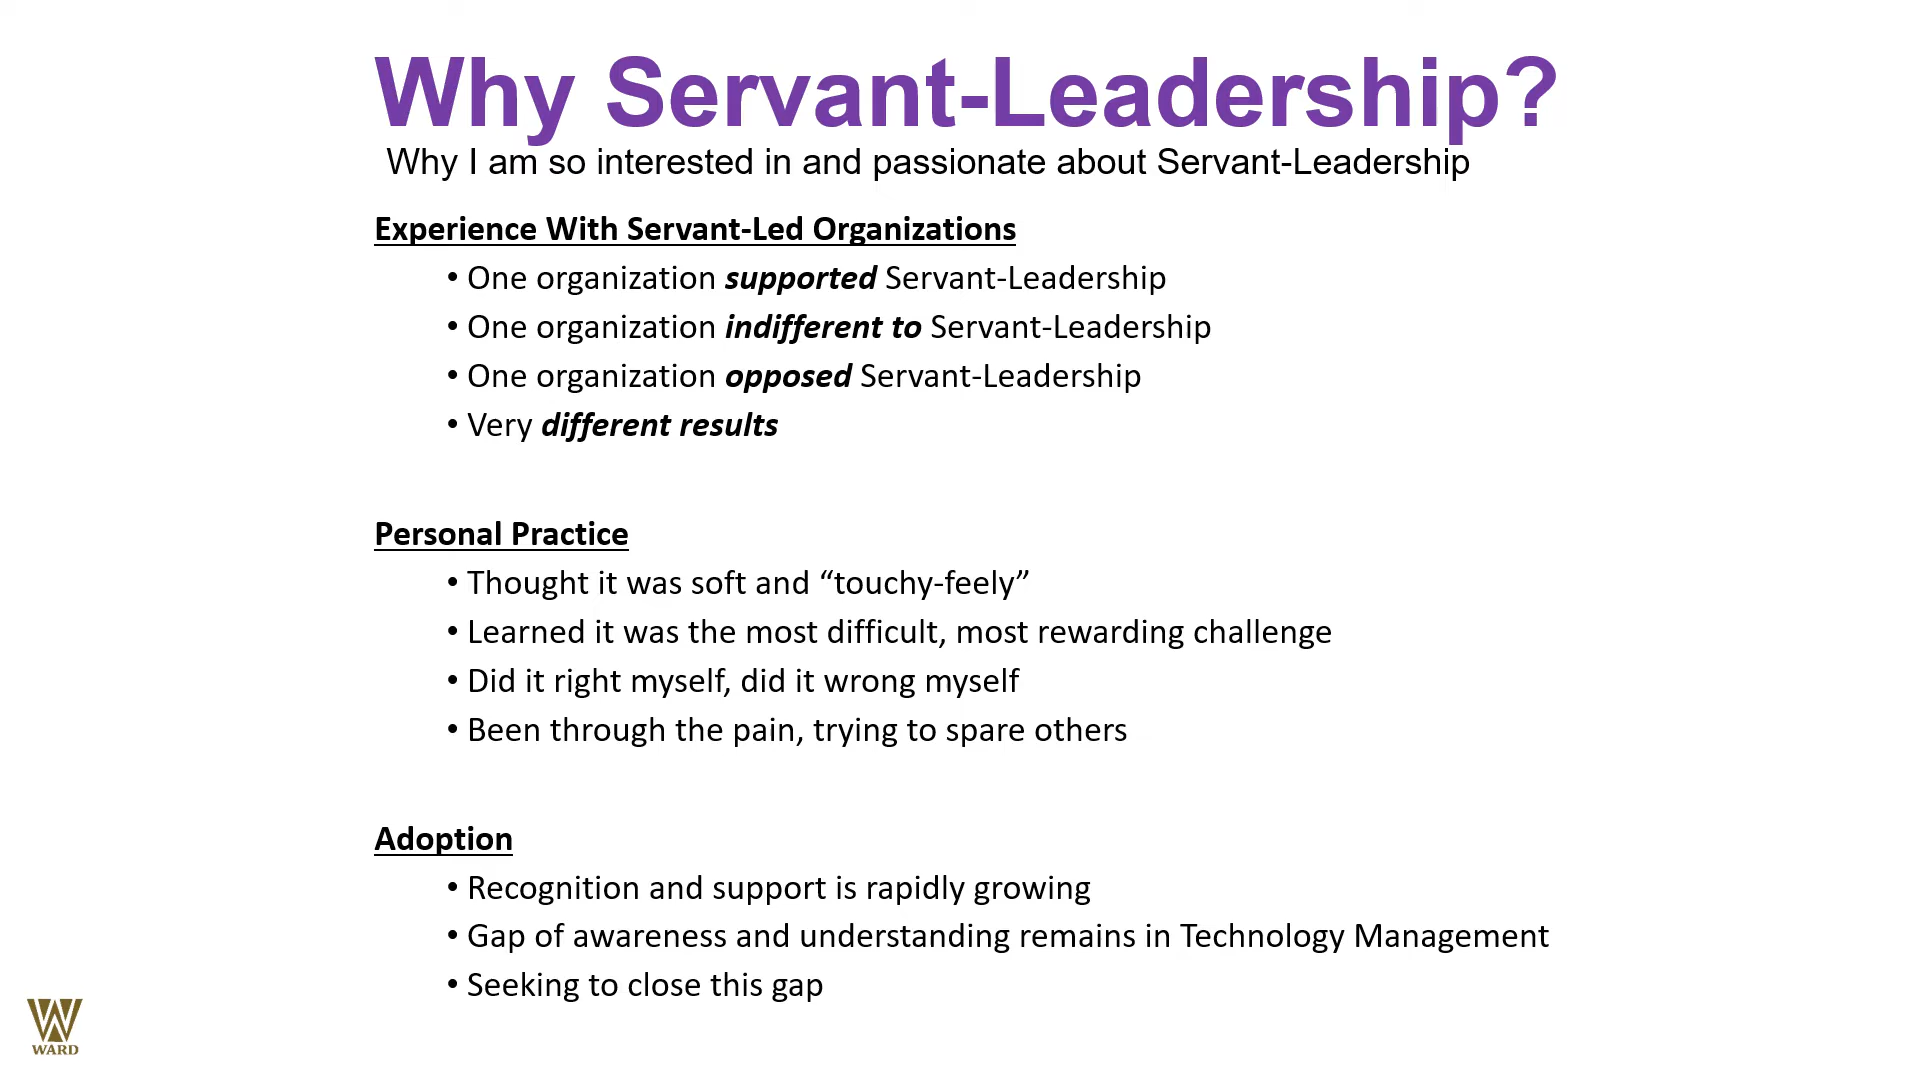 Why Servant-Leadership?
Why I am so interested in and passionate about Servant-Leadership
Experience With Servant-Led Organizations
• One organization supported Servant-Leadership
• One organization indifferent to Servant-Leadership
• One organization opposed Servant-Leadership
• Very different results
Personal Practice
• Thought it was soft and “touchy-feely”
• Learned it was the most difficult, most rewarding challenge
• Did it right myself, did it wrong myself
• Been through the pain, trying to spare others
Adoption
• Recognition and support is rapidly growing
• Gap of awareness and understanding remains in Technology Management
• Seeking to close this gap
WARD